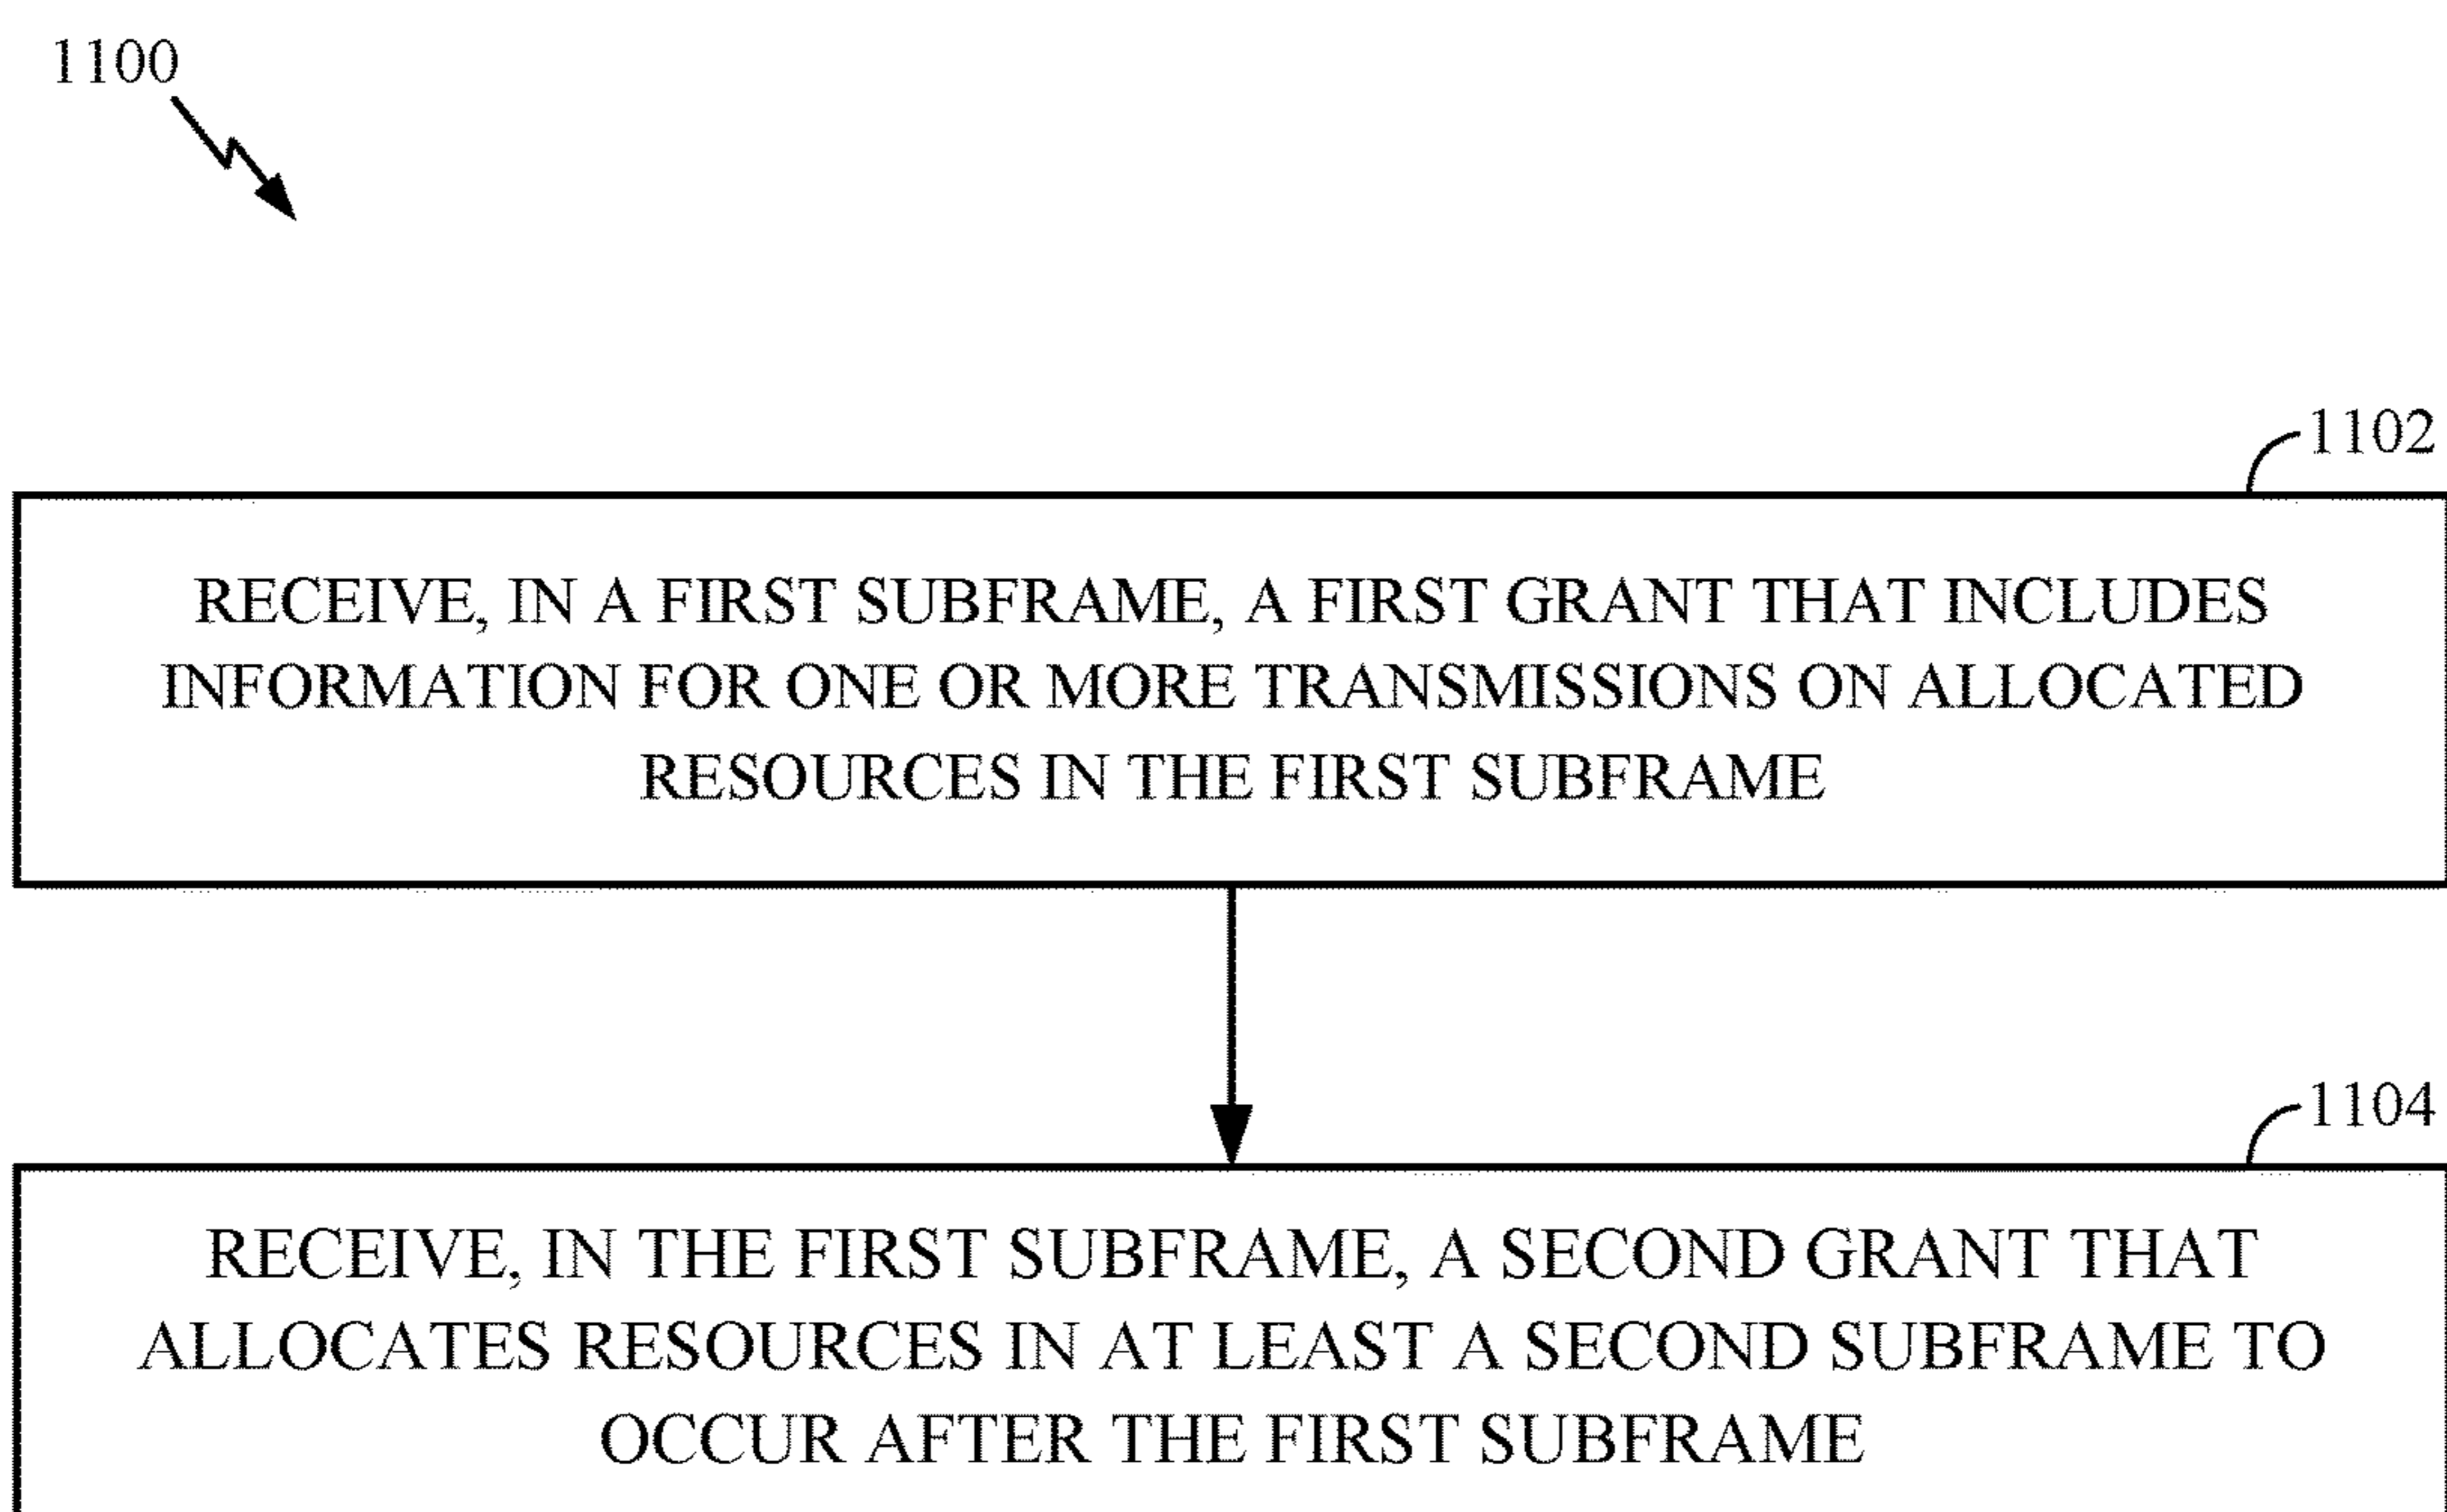 1100
1102
RECEIVE, IN A FIRST SUBFRAME, A FIRST GRANT THAT INCLUDES
INFORMATION FOR ONE OR MORE TRANSMISSIONS ON ALLOCATED
RESOURCES IN THE FIRST SUBFRAME
1104
RECEIVE, IN THE FIRST SUBFRAME, A SECOND GRANT THAT
ALLOCATES RESOURCES IN AT LEAST A SECOND SUBFRAME TO
OCCUR AFTER THE FIRST SUBFRAME